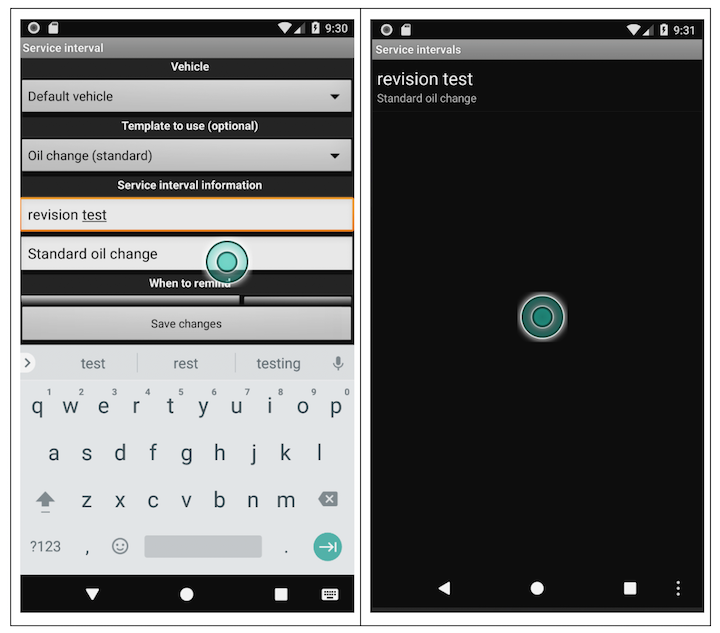 9:30
Service interval
Vehicle
Default vehicle
Template to use (optional)
Oil change (standard)
Service interval information
revision test
Standard oil change
When to remind
Save changes
test rest testing
1 2 3 4 5 6 7 8 9 0
q w e r t y u i o p
a s d f g h j k l
z x c v b n m
?123 , .
9:31
Service intervals
revision test
Standard oil change